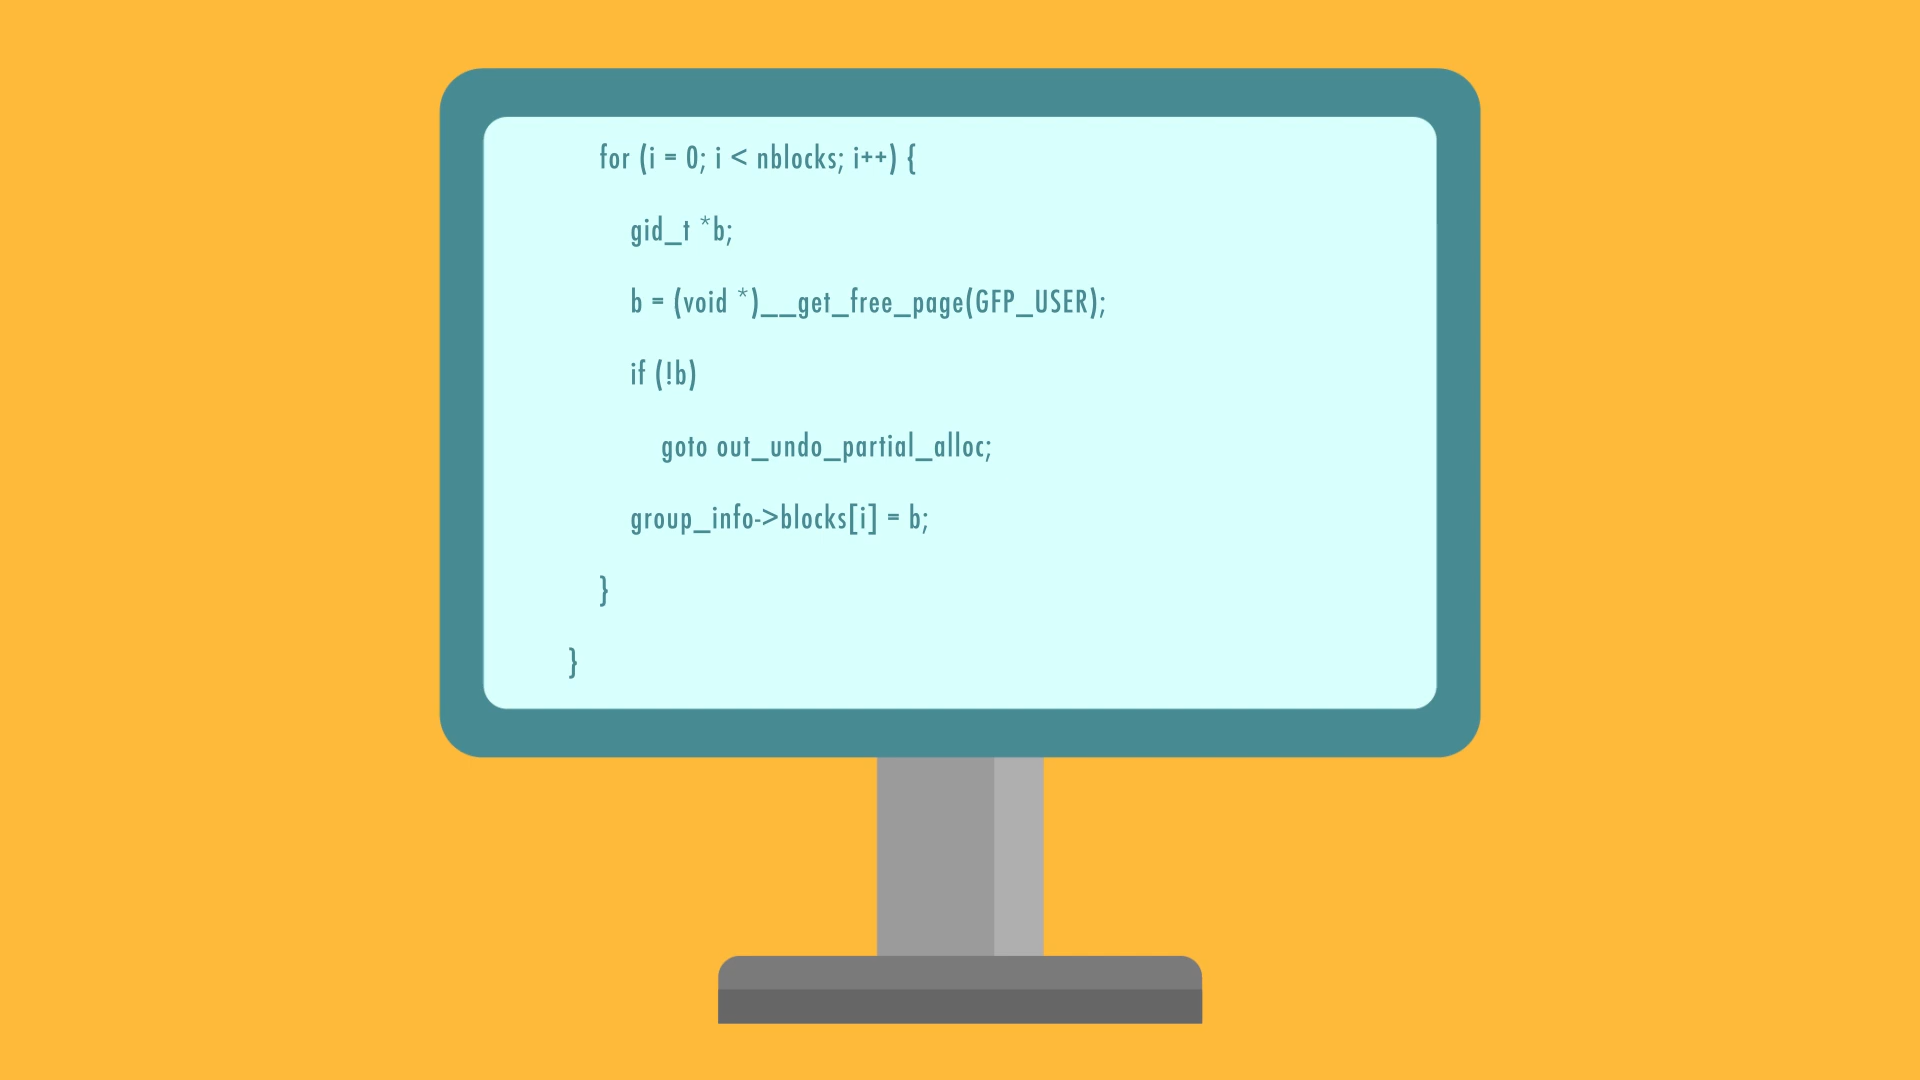 for (i = 0; i < nblocks; i++) {
gid_t *b;
b = (void *)__get_free_page(GFP_USER);
if (!b)
goto out_undo_partial_alloc;
group_info->blocks[i] = b;
}
}